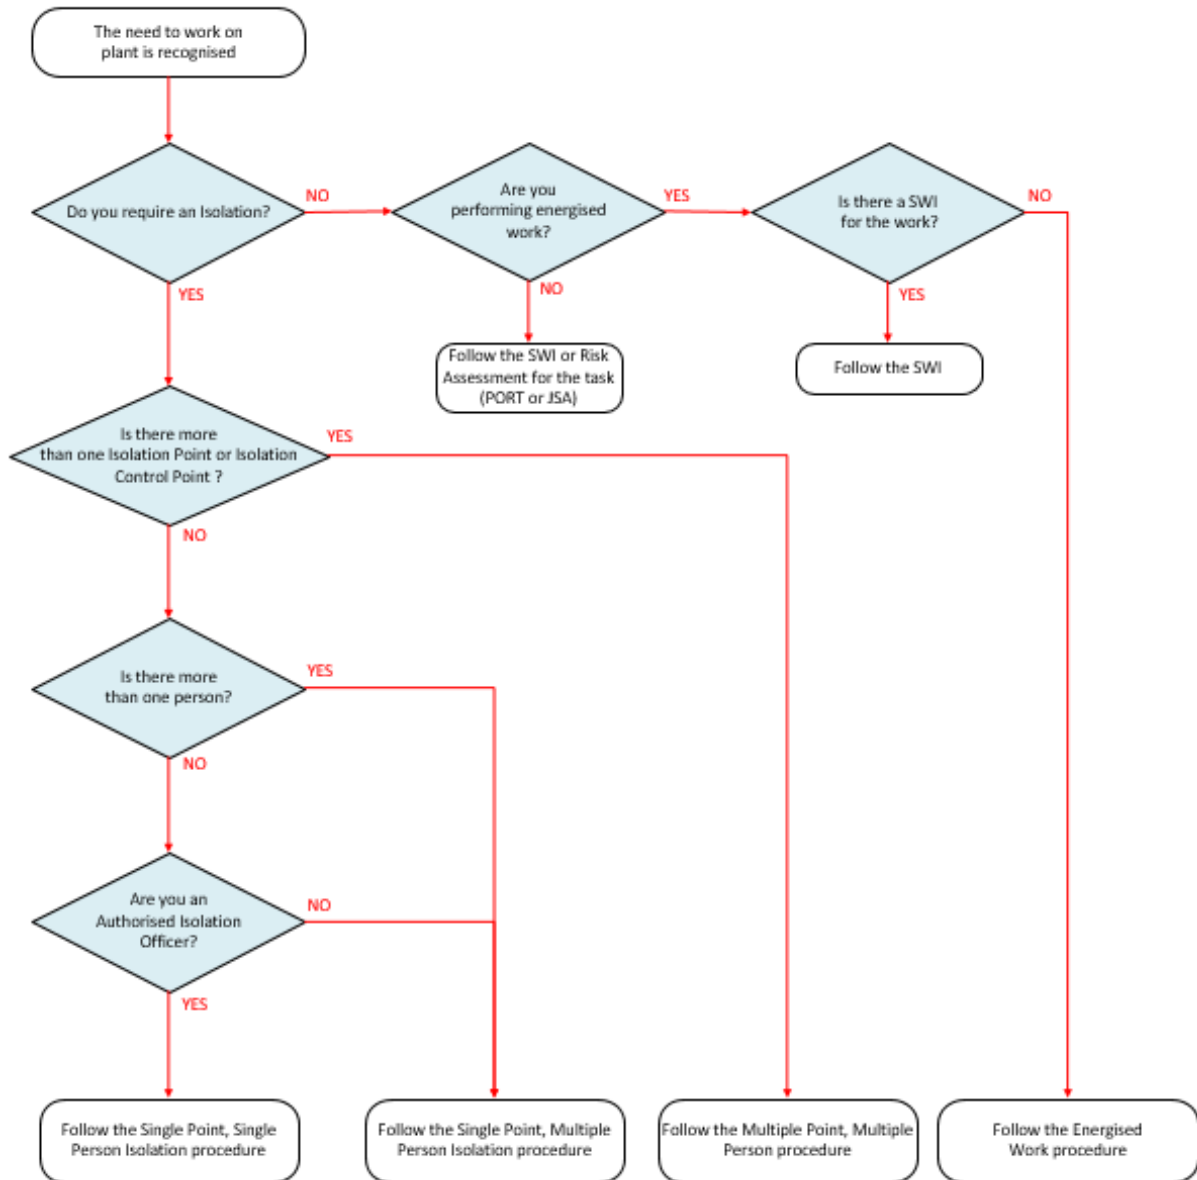 The need to work on
plant is recognised
Do you require an Isolation?
NO
Are you
performing energised
work?
YES
Is there a SWI
for the work?
NO
YES
NO
YES
Follow the SWI or Risk
Assessment for the task
(PORT or JSA)
Follow the SWI
Is there more
than one Isolation Point or Isolation
Control Point ?
YES
NO
Is there more
than one person?
YES
NO
Are you an
Authorised Isolation
Officer?
NO
YES
Follow the Single Point, Single
Person Isolation procedure
Follow the Single Point, Multiple
Person Isolation procedure
Follow the Multiple Point, Multiple
Person procedure
Follow the Energised
Work procedure